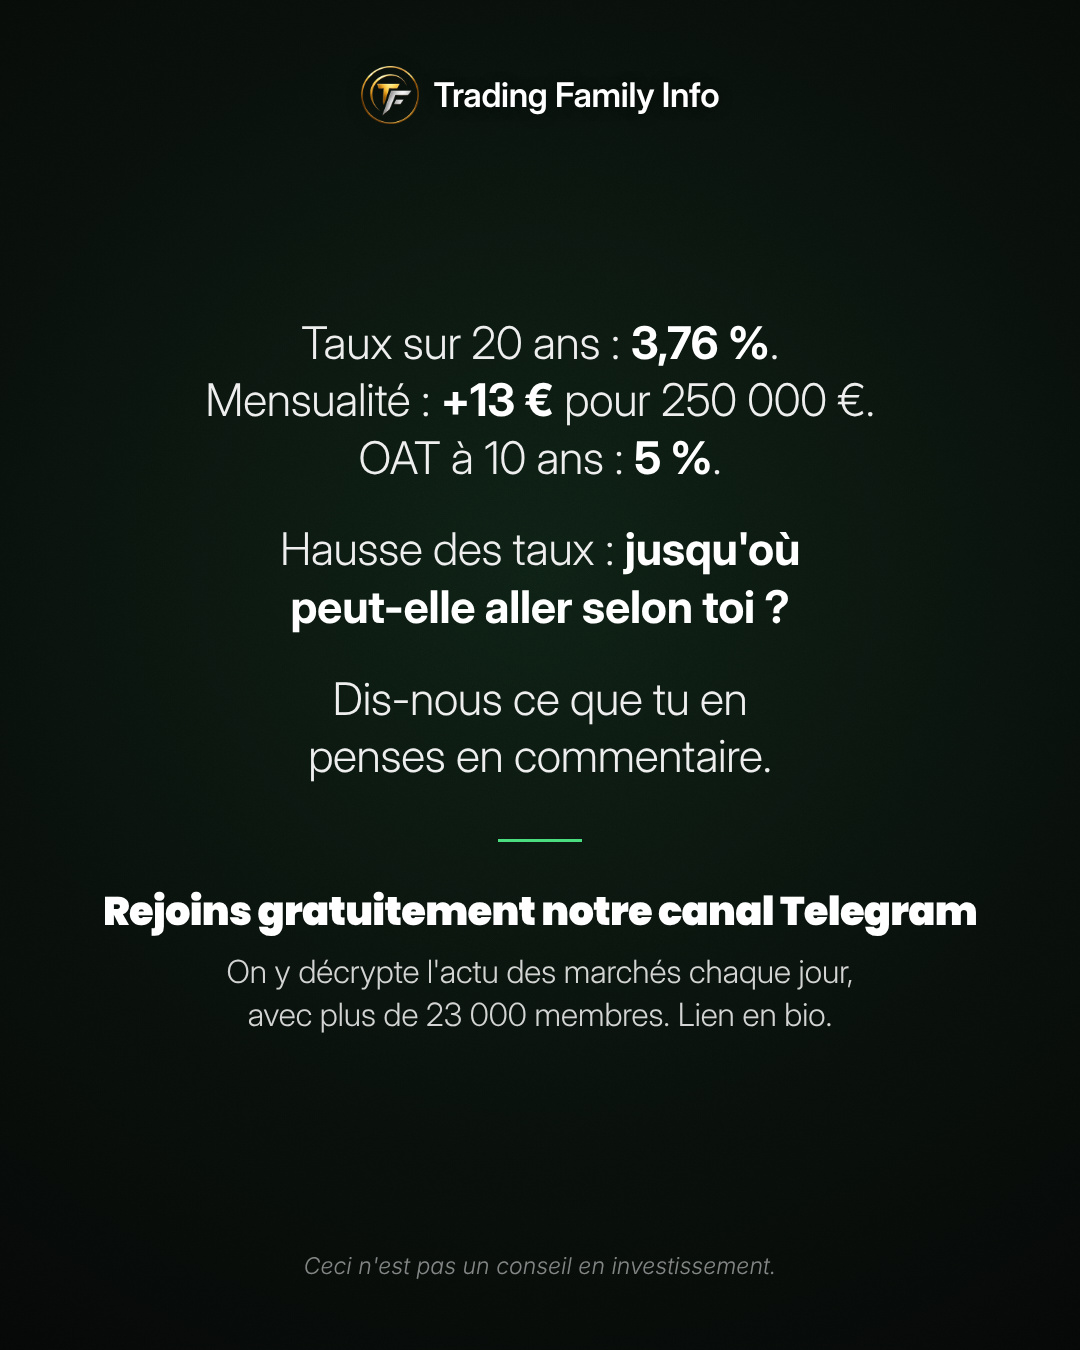 TF Trading Family Info
Taux sur 20 ans : 3,76 %.
Mensualité : +13 € pour 250 000 €.
OAT à 10 ans : 5 %.
Hausse des taux : jusqu'où
peut-elle aller selon toi ?
Dis-nous ce que tu en
penses en commentaire.
Rejoins gratuitement notre canal Telegram
On y décrypte l'actu des marchés chaque jour,
avec plus de 23 000 membres. Lien en bio.
Ceci n'est pas un conseil en investissement.